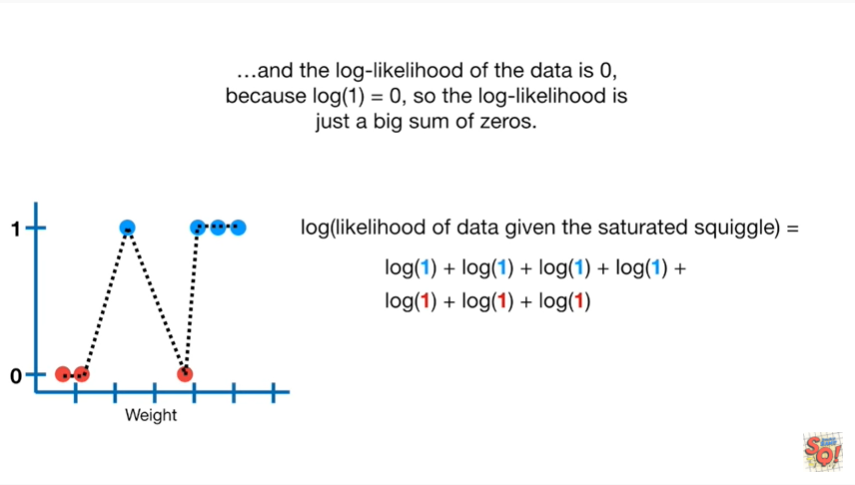 ...and the log-likelihood of the data is 0,
because log(1) = 0, so the log-likelihood is
just a big sum of zeros.
1
log(likelihood of data given the saturated squiggle) =
log(1) + log(1) + log(1) + log(1) +
log(1) + log(1) + log(1)
0
Weight
SQ!